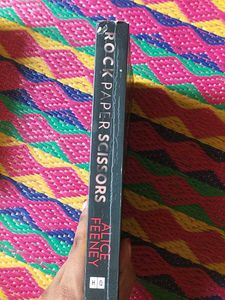 ROCK PAPER SCISSORS
ALICE
FEENEY
HQ